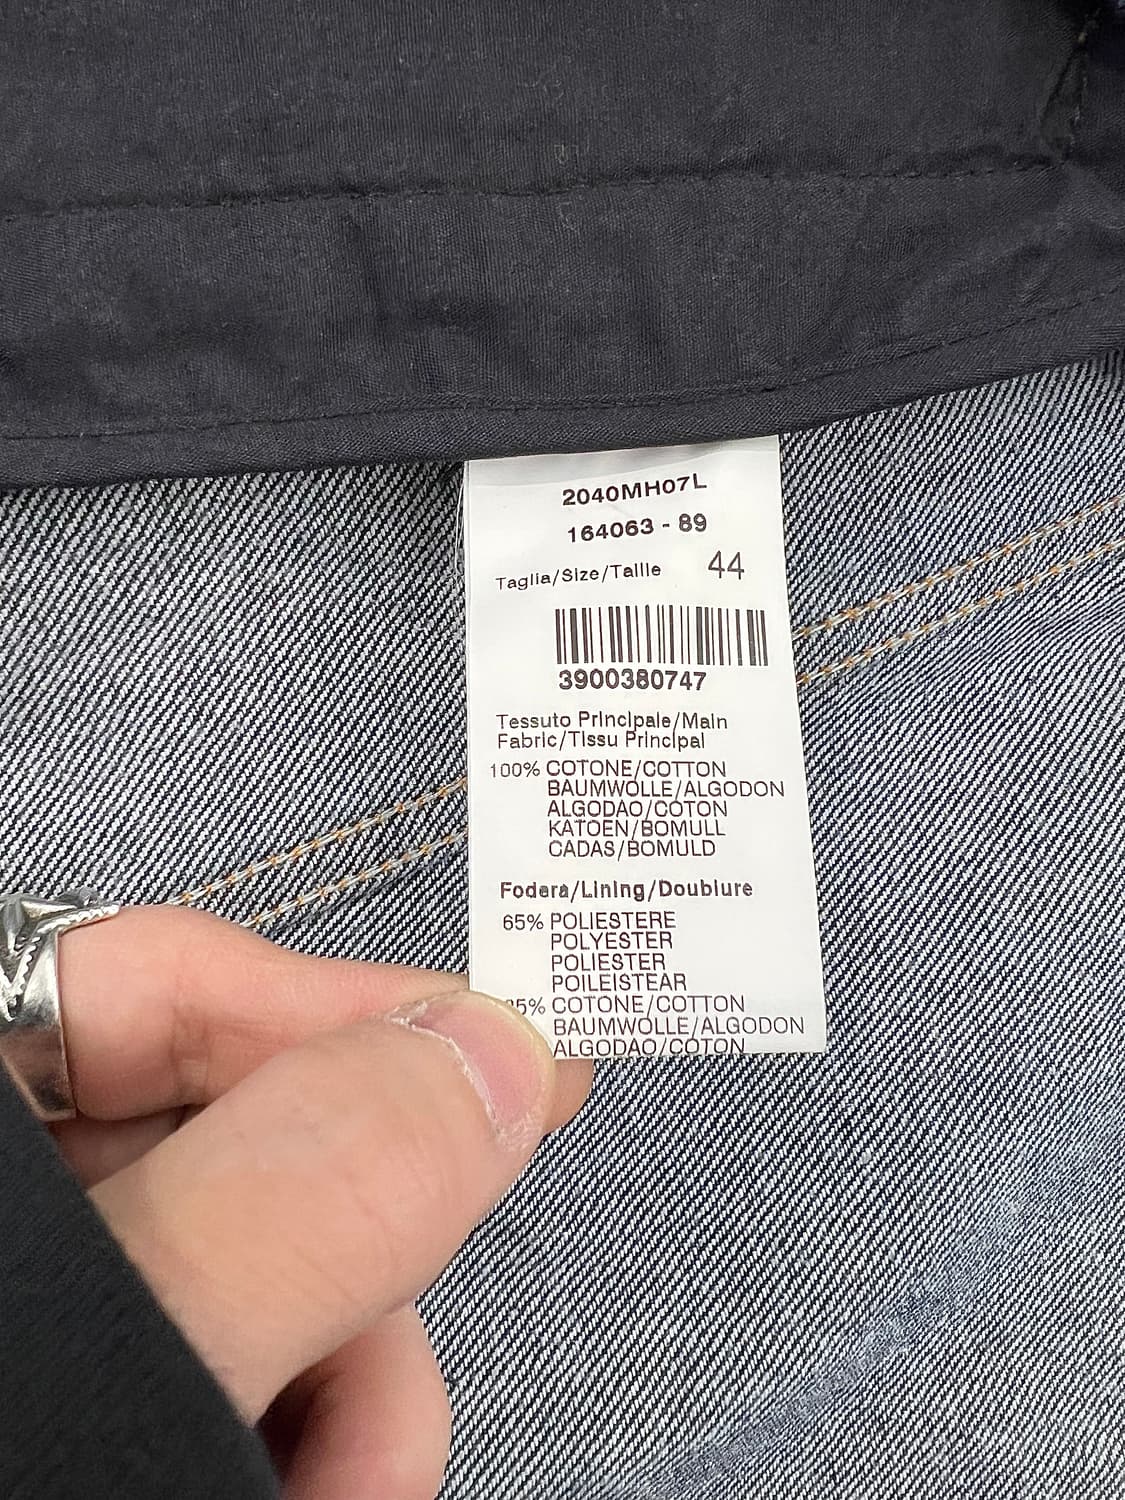 2040MH07L
164063 - 89
Taglia/Size/Taille 44
3900380747
Tessuto Principale/Main
Fabric/Tissu Principal
100% COTONE/COTTON
BAUMWOLLE/ALGODON
ALGODAO/COTON
KATOEN/BOMULL
CADAS/BOMULD
Fodera/Lining/Doublure
65% POLIESTERE
POLYESTER
POLIESTER
POILEISTEAR
35% COTONE/COTTON
BAUMWOLLE/ALGODON
ALGODAO/COTON